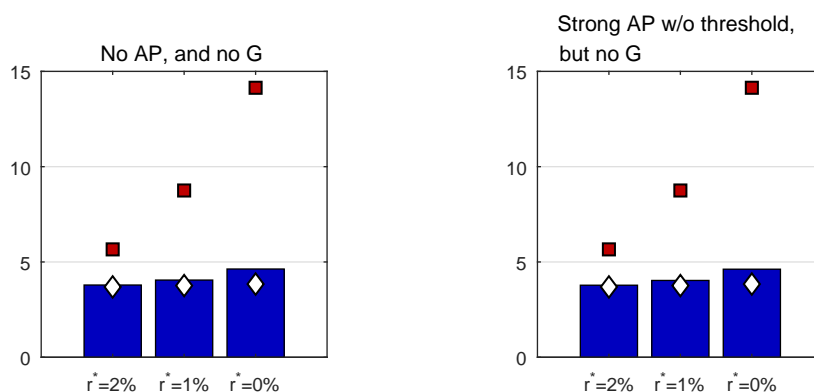 No AP, and no G
15
10
5
0
r*=2% r*=1% r*=0%
Strong AP w/o threshold,
but no G
15
10
5
0
r*=2% r*=1% r*=0%